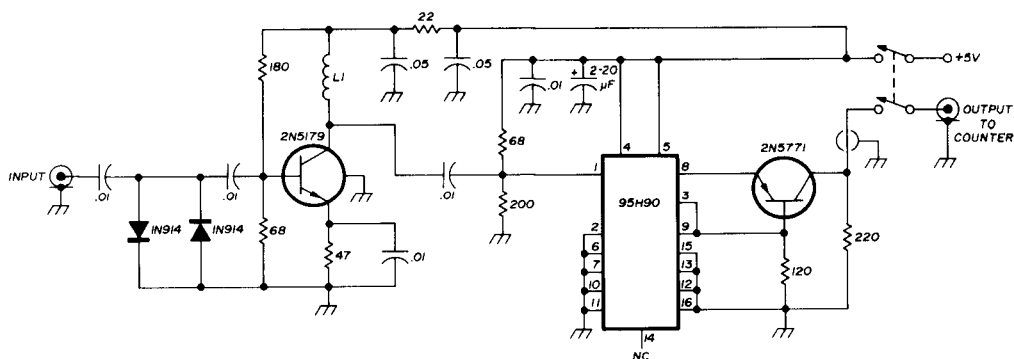 22
180
L1
.05
.05
.01
+
2-20
µF
+5V
OUTPUT
TO
COUNTER
2N5179
68
4
5
2N5771
INPUT
.01
.01
.01
1
8
200
95H90
3
1N914
1N914
68
47
.01
2
9
6
15
7
13
10
12
11
16
120
220
14
NC